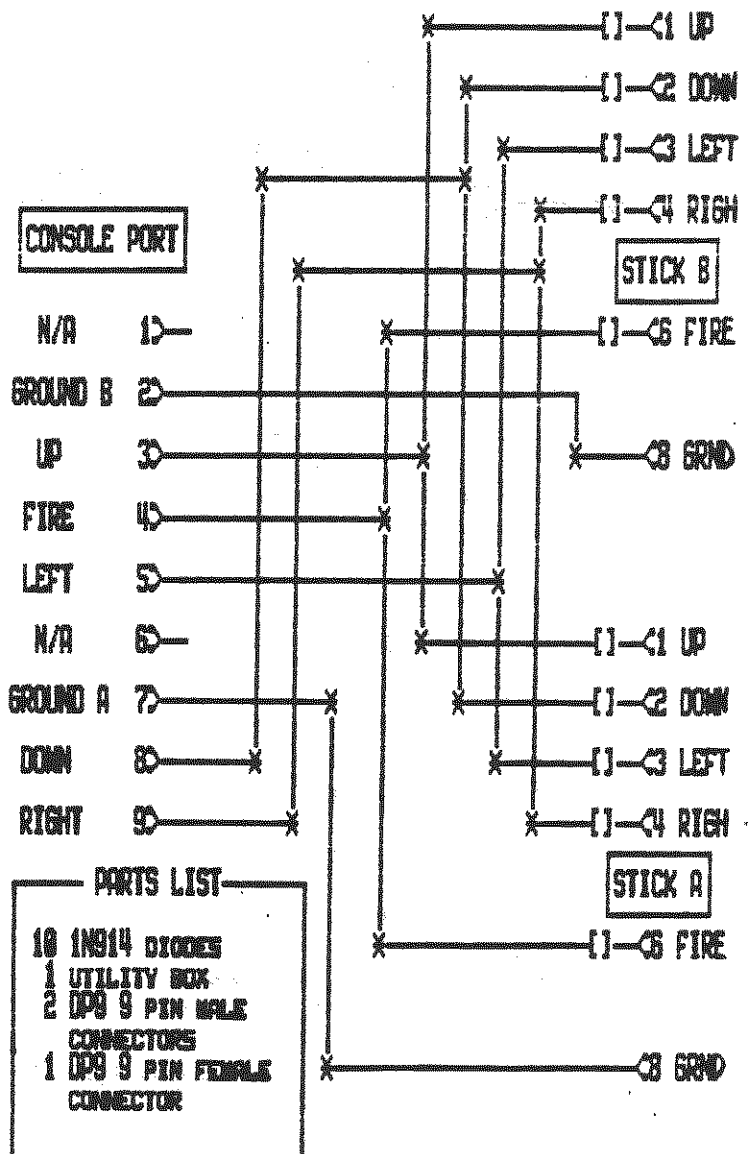 1 UP
2 DOWN
3 LEFT
4 RIGH
CONSOLE PORT
STICK B
N/A 1
6 FIRE
GROUND B 2
UP 3
8 GRND
FIRE 4
LEFT 5
N/A 6
1 UP
GROUND A 7
2 DOWN
DOWN 8
3 LEFT
RIGHT 9
4 RIGH
PARTS LIST
STICK A
10 1N914 DIODES
6 FIRE
1 UTILITY BOX
2 DP9 9 PIN MALE
CONNECTORS
1 DP9 9 PIN FEMALE
CONNECTOR
8 GRND